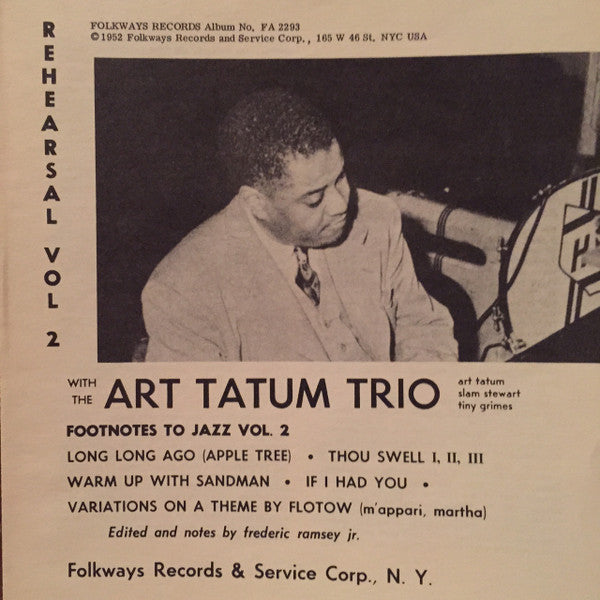 FOLKWAYS RECORDS Album No. FA 2293
©1952 Folkways Records and Service Corp., 165 W 46 St. NYC USA
REHEARSAL VOL 2
WITH THE ART TATUM TRIO
art tatum
slam stewart
tiny grimes
FOOTNOTES TO JAZZ VOL. 2
LONG LONG AGO (APPLE TREE) • THOU SWELL I, II, III
WARM UP WITH SANDMAN • IF I HAD YOU •
VARIATIONS ON A THEME BY FLOTOW (m'appari, martha)
Edited and notes by frederic ramsey jr.
Folkways Records & Service Corp., N. Y.